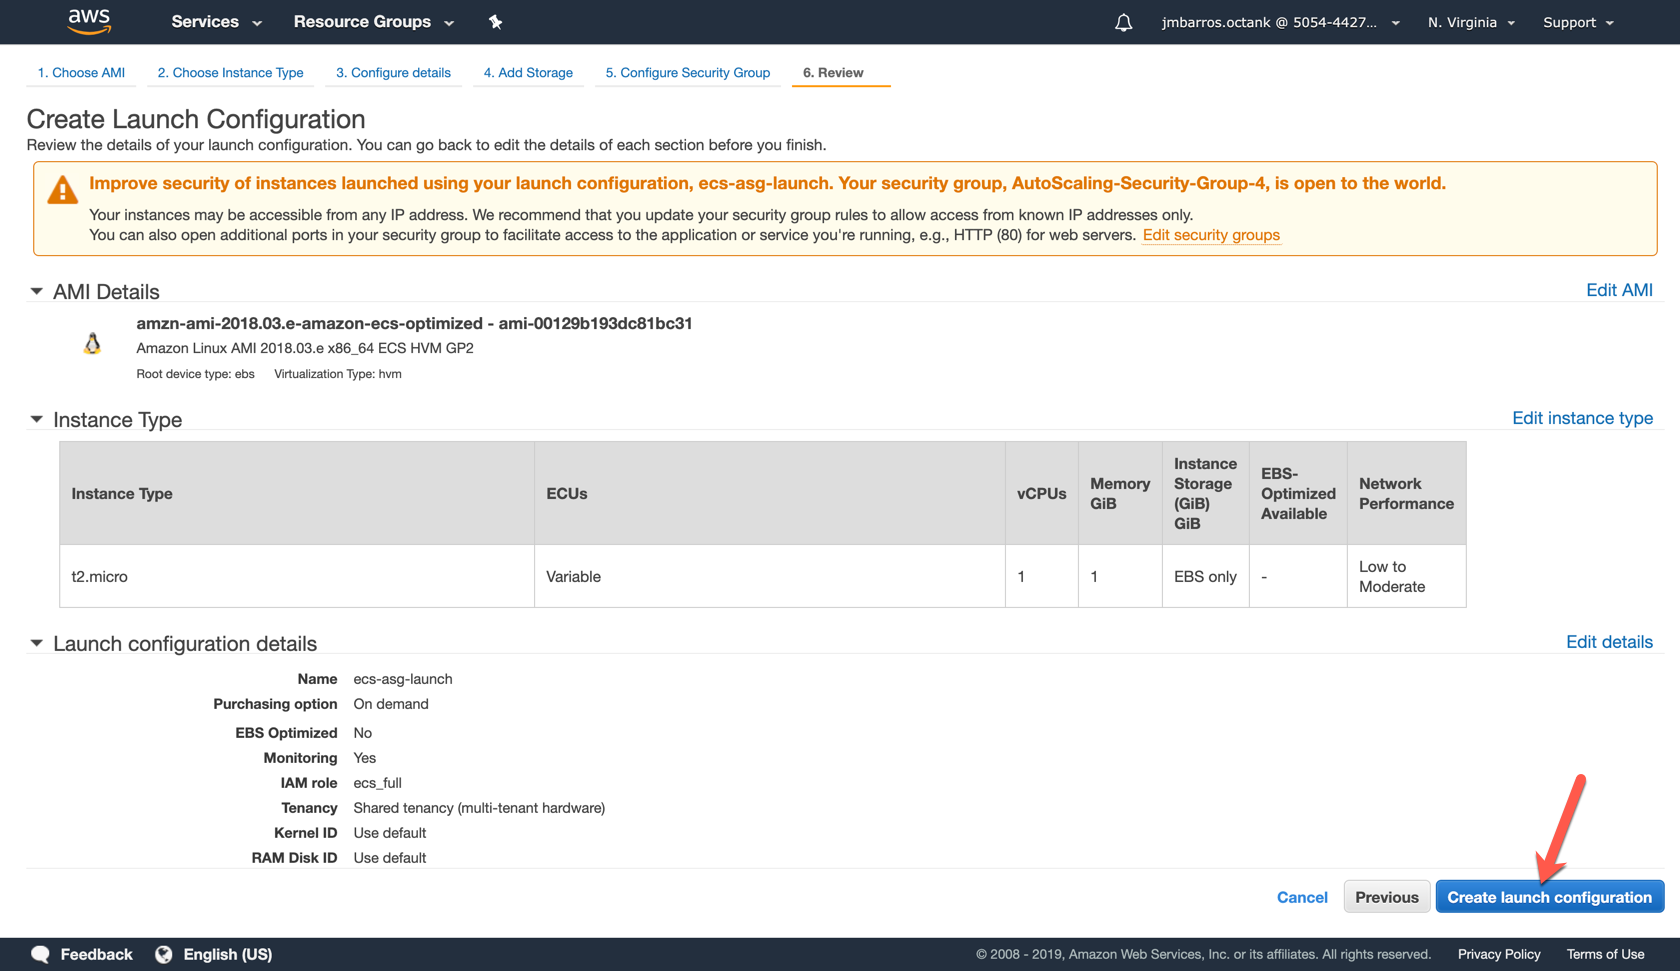 aws Services Resource Groups jmbarros.octank @ 5054-4427... N. Virginia Support
1. Choose AMI 2. Choose Instance Type 3. Configure details 4. Add Storage 5. Configure Security Group 6. Review
Create Launch Configuration
Review the details of your launch configuration. You can go back to edit the details of each section before you finish.
Improve security of instances launched using your launch configuration, ecs-asg-launch. Your security group, AutoScaling-Security-Group-4, is open to the world.
Your instances may be accessible from any IP address. We recommend that you update your security group rules to allow access from known IP addresses only.
You can also open additional ports in your security group to facilitate access to the application or service you're running, e.g., HTTP (80) for web servers. Edit security groups
AMI Details Edit AMI
amzn-ami-2018.03.e-amazon-ecs-optimized - ami-00129b193dc81bc31
Amazon Linux AMI 2018.03.e x86_64 ECS HVM GP2
Root device type: ebs Virtualization Type: hvm
Instance Type Edit instance type
Instance Type ECUs vCPUs Memory GiB Instance Storage (GiB) GiB EBS-Optimized Available Network Performance
t2.micro Variable 1 1 EBS only - Low to Moderate
Launch configuration details Edit details
Name ecs-asg-launch
Purchasing option On demand
EBS Optimized No
Monitoring Yes
IAM role ecs_full
Tenancy Shared tenancy (multi-tenant hardware)
Kernel ID Use default
RAM Disk ID Use default
Cancel Previous Create launch configuration
Feedback English (US) © 2008 - 2019, Amazon Web Services, Inc. or its affiliates. All rights reserved. Privacy Policy Terms of Use